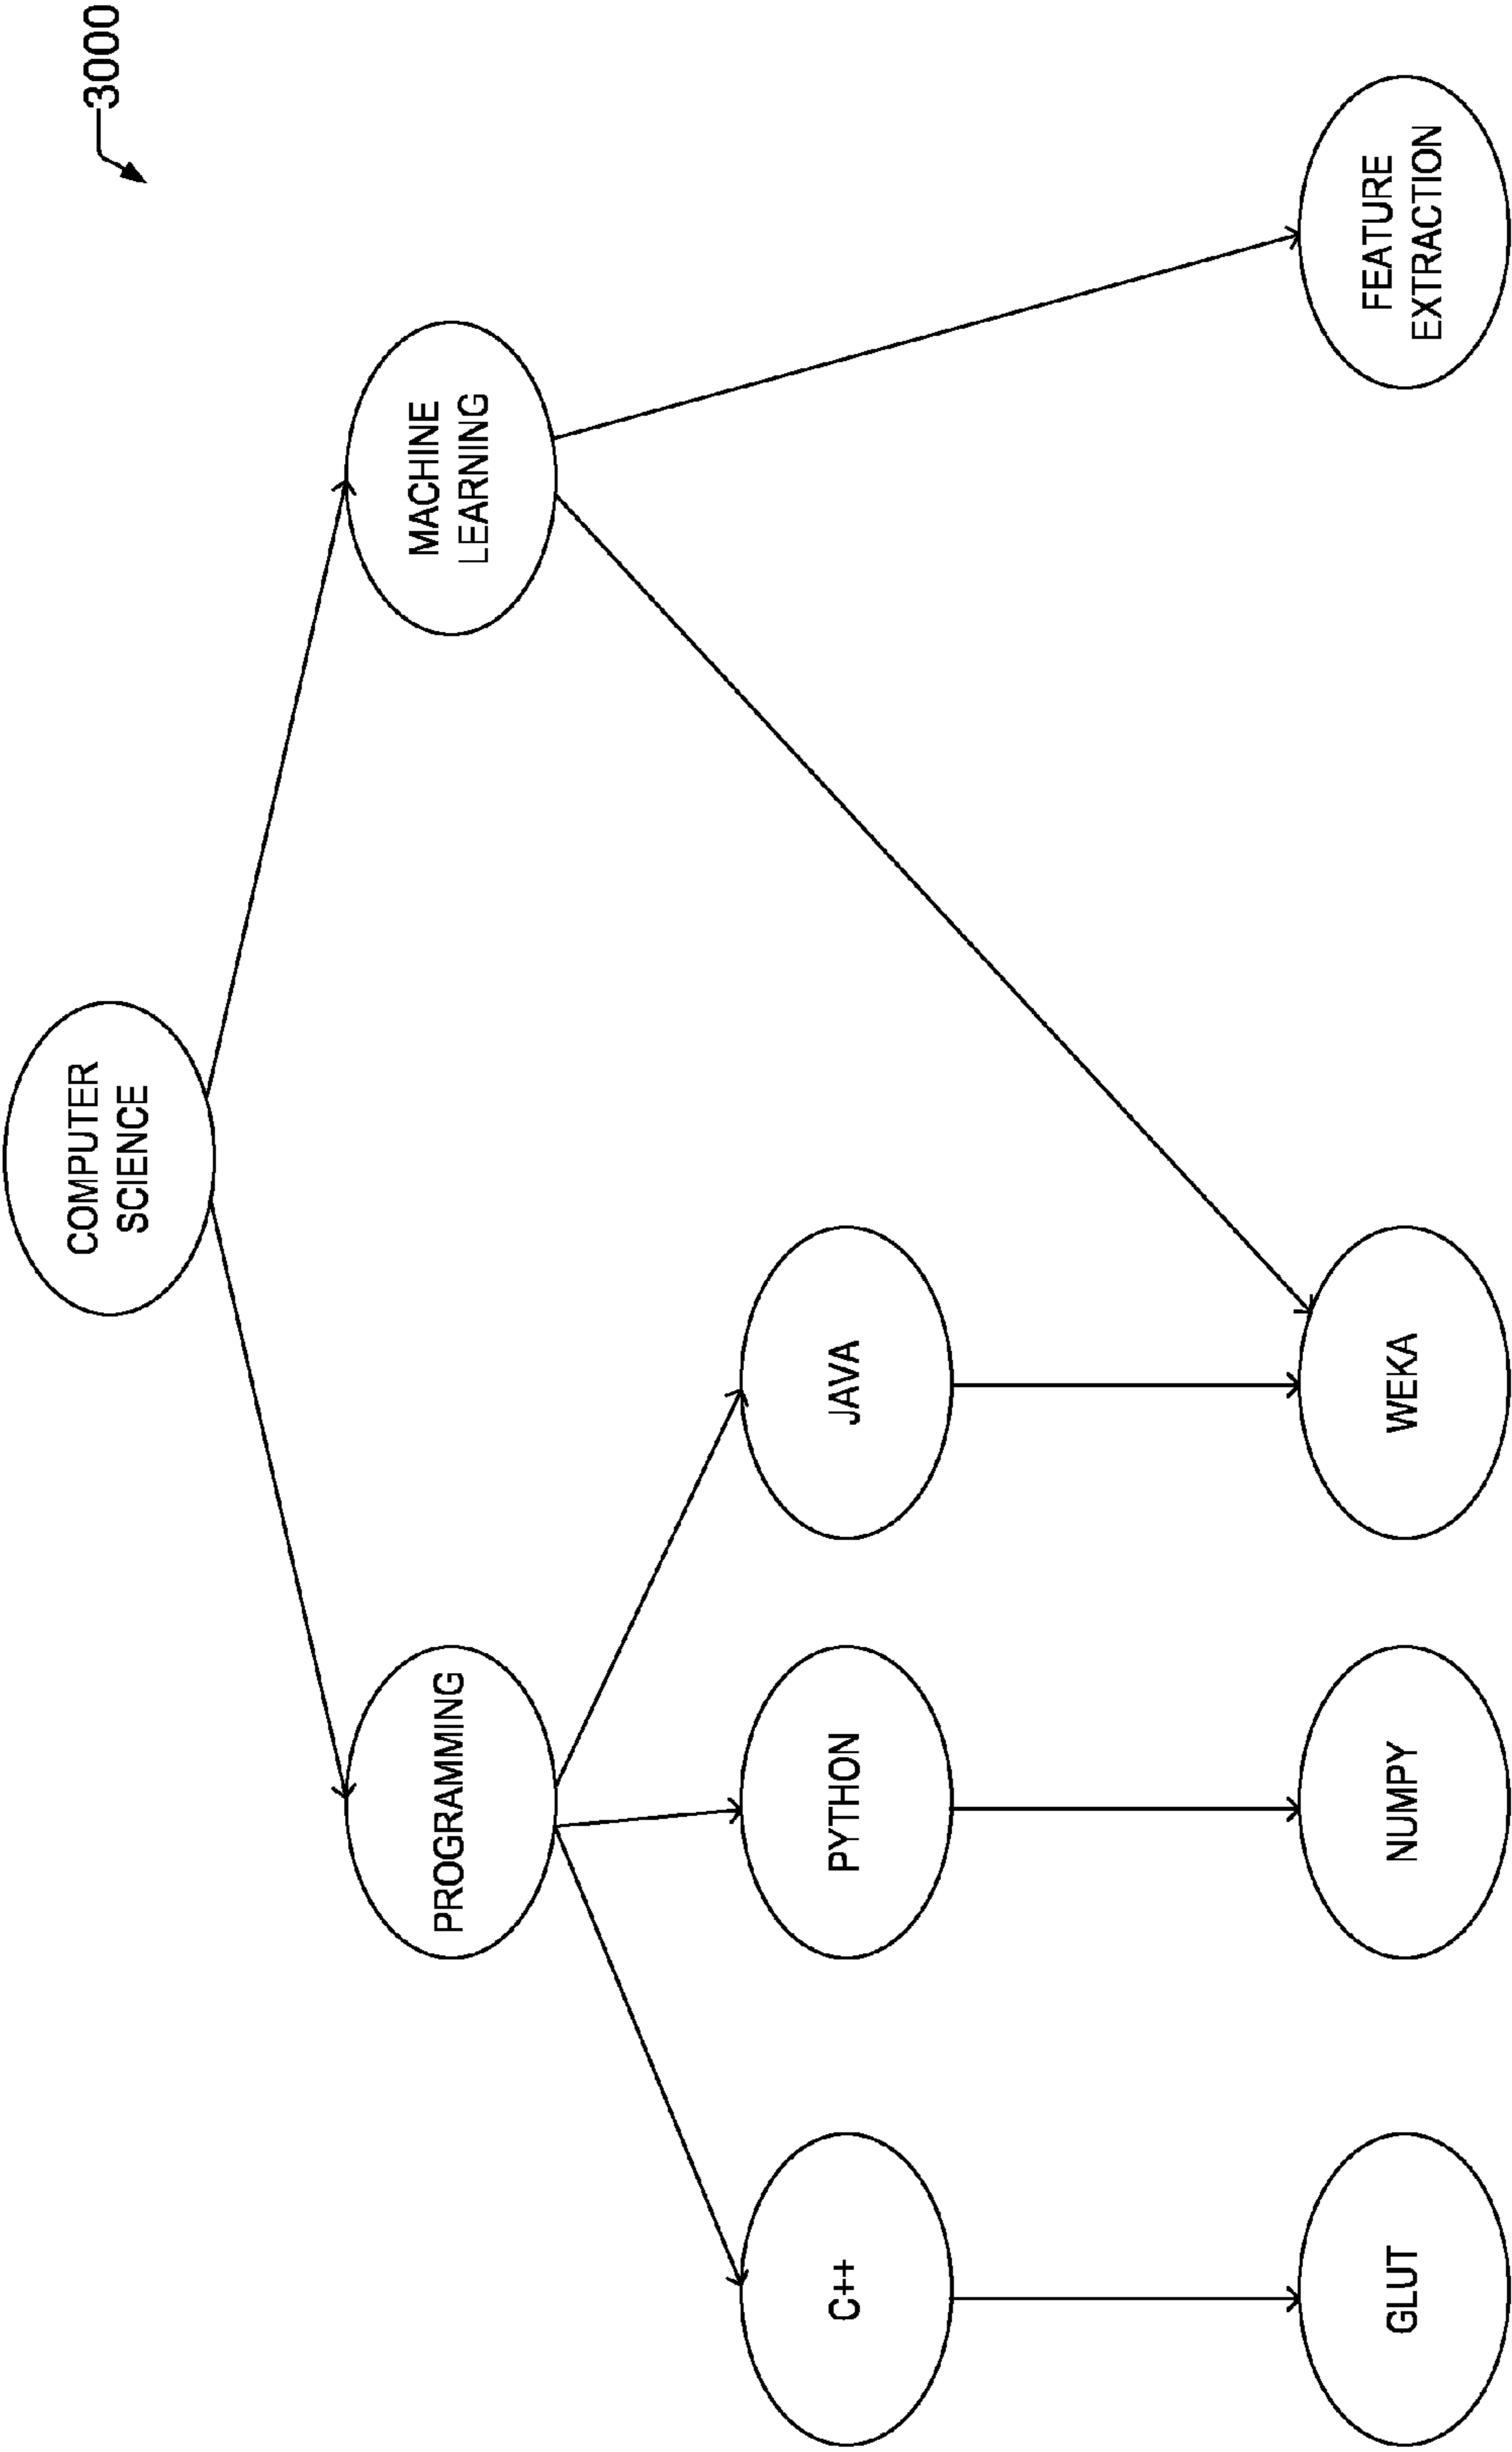 3000
COMPUTER
SCIENCE
PROGRAMMING
MACHINE
LEARNING
C++
PYTHON
JAVA
GLUT
NUMPY
WEKA
FEATURE
EXTRACTION